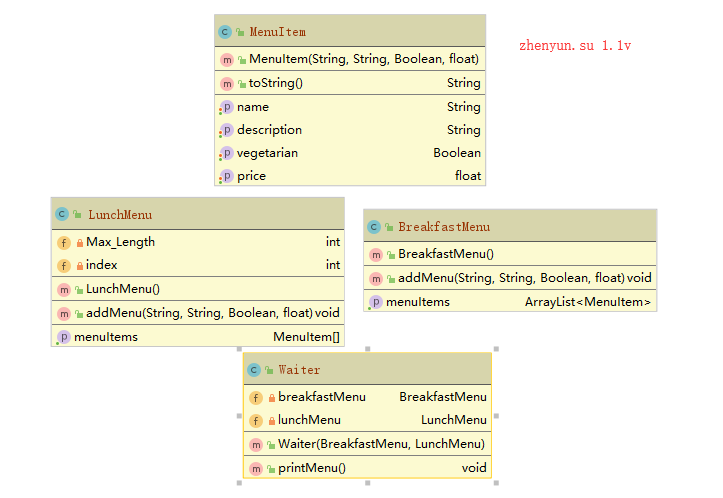 MenuItem
zhenyun.su 1.1v
MenuItem(String, String, Boolean, float)
toString() String
name String
description String
vegetarian Boolean
price float
LunchMenu
Max_Length int
index int
LunchMenu()
addMenu(String, String, Boolean, float) void
menuItems MenuItem[]
BreakfastMenu
BreakfastMenu()
addMenu(String, String, Boolean, float) void
menuItems ArrayList<MenuItem>
Waiter
breakfastMenu BreakfastMenu
lunchMenu LunchMenu
Waiter(BreakfastMenu, LunchMenu)
printMenu() void